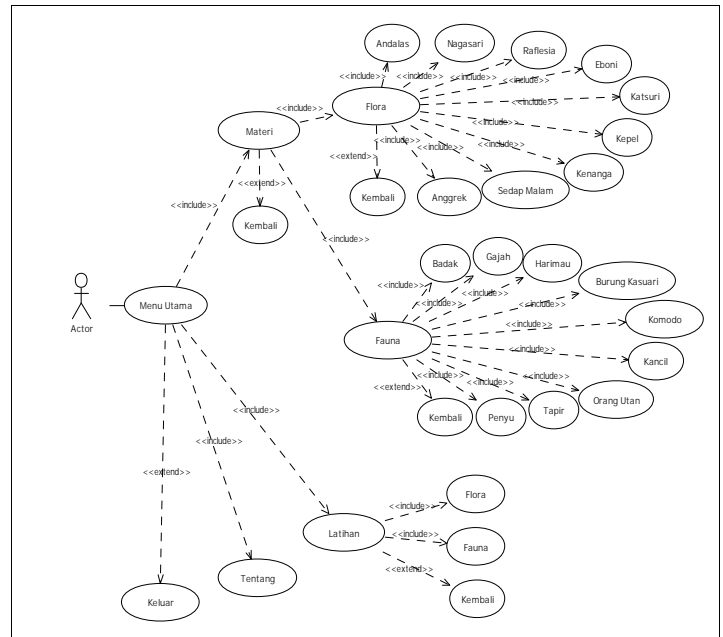 Andalas
Nagasari
Raflesia
Eboni
Katsuri
Kepel
Kenanga
Sedap Malam
Anggrek
Kembali
Flora
<<include>>
<<include>>
<<include>>
<<include>>
<<include>>
<<include>>
<<include>>
<<include>>
<<include>>
<<extend>>
<<include>>
Materi
<<extend>>
Kembali
<<include>>
<<include>>
Actor
Menu Utama
Badak
Gajah
Harimau
Burung Kasuari
Komodo
Kancil
Orang Utan
Tapir
Penyu
Kembali
Fauna
<<include>>
<<include>>
<<include>>
<<include>>
<<include>>
<<include>>
<<include>>
<<include>>
<<include>>
<<extend>>
<<include>>
<<include>>
<<extend>>
Latihan
<<include>>
Flora
<<include>>
Fauna
<<extend>>
Kembali
Tentang
Keluar